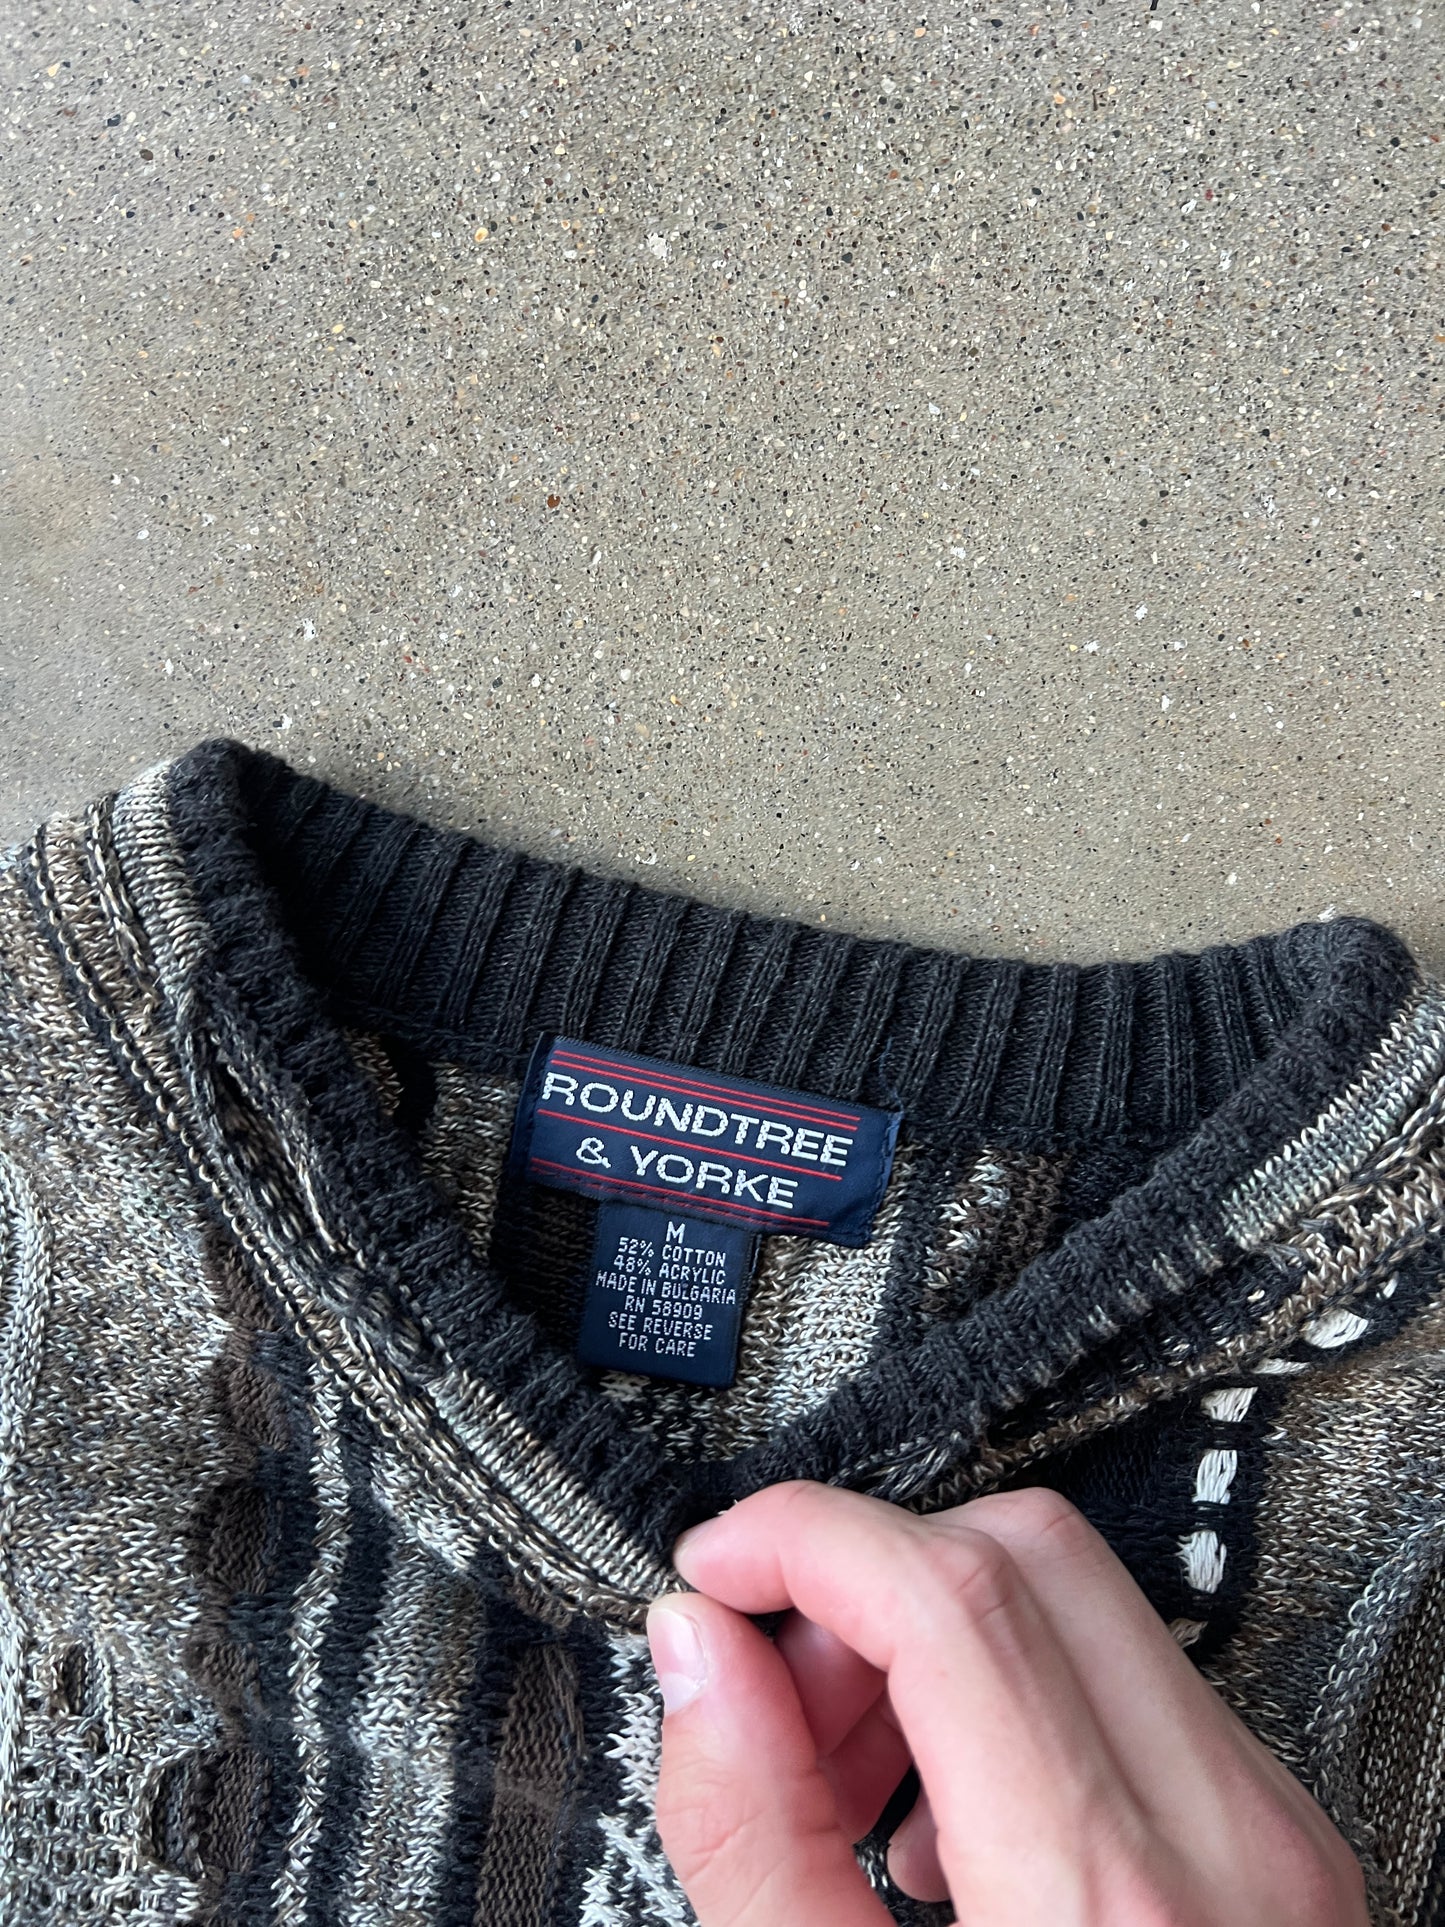 ROUNDTREE
& YORKE
M
52% COTTON
48% ACRYLIC
MADE IN BULGARIA
RN 58909
SEE REVERSE
FOR CARE